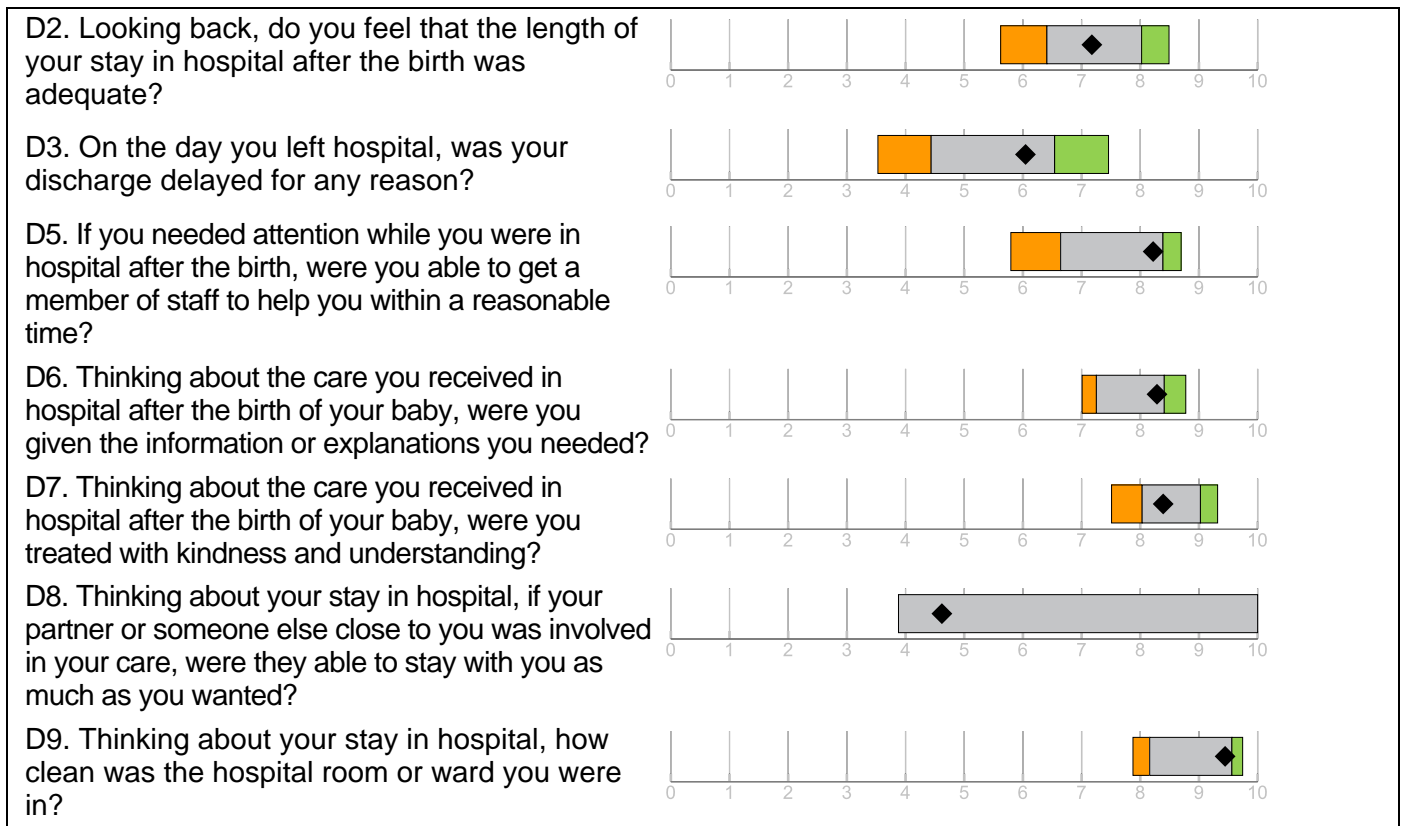 D2. Looking back, do you feel that the length of
your stay in hospital after the birth was
adequate?
0 1 2 3 4 5 6 7 8 9 10
D3. On the day you left hospital, was your
discharge delayed for any reason?
0 1 2 3 4 5 6 7 8 9 10
D5. If you needed attention while you were in
hospital after the birth, were you able to get a
member of staff to help you within a reasonable
time?
0 1 2 3 4 5 6 7 8 9 10
D6. Thinking about the care you received in
hospital after the birth of your baby, were you
given the information or explanations you needed?
0 1 2 3 4 5 6 7 8 9 10
D7. Thinking about the care you received in
hospital after the birth of your baby, were you
treated with kindness and understanding?
0 1 2 3 4 5 6 7 8 9 10
D8. Thinking about your stay in hospital, if your
partner or someone else close to you was involved
in your care, were they able to stay with you as
much as you wanted?
0 1 2 3 4 5 6 7 8 9 10
D9. Thinking about your stay in hospital, how
clean was the hospital room or ward you were
in?
0 1 2 3 4 5 6 7 8 9 10